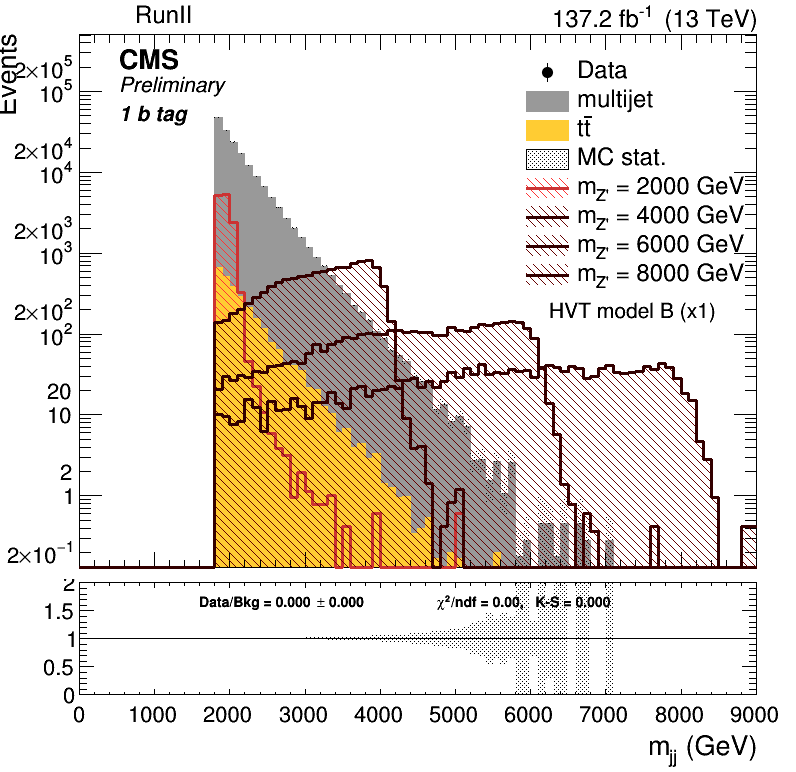 RunII 137.2 fb⁻¹ (13 TeV)
CMS
Preliminary
1 b tag
Events
2×10⁵
10⁵
2×10⁴
10⁴
2×10³
10³
2×10²
10²
20
10
2
1
2×10⁻¹
Data
multijet
tt̄
MC stat.
m_Z' = 2000 GeV
m_Z' = 4000 GeV
m_Z' = 6000 GeV
m_Z' = 8000 GeV
HVT model B (x1)
2
1.5
1
0.5
0
Data/Bkg = 0.000 ± 0.000 χ²/ndf = 0.00, K-S = 0.000
0 1000 2000 3000 4000 5000 6000 7000 8000 9000
m_jj (GeV)